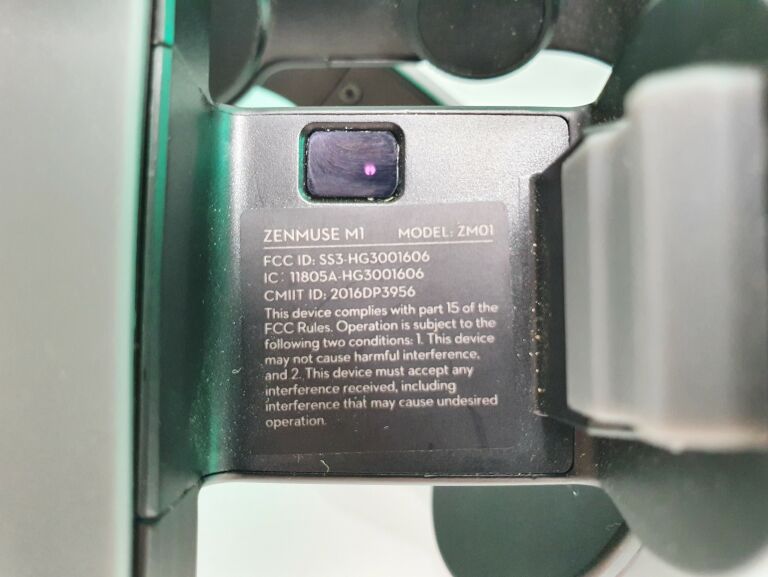 ZENMUSE M1 MODEL: ZM01
FCC ID: SS3-HG3001606
IC: 11805A-HG3001606
CMIIT ID: 2016DP3956
This device complies with part 15 of the
FCC Rules. Operation is subject to the
following two conditions: 1. This device
may not cause harmful interference,
and 2. This device must accept any
interference received, including
interference that may cause undesired
operation.